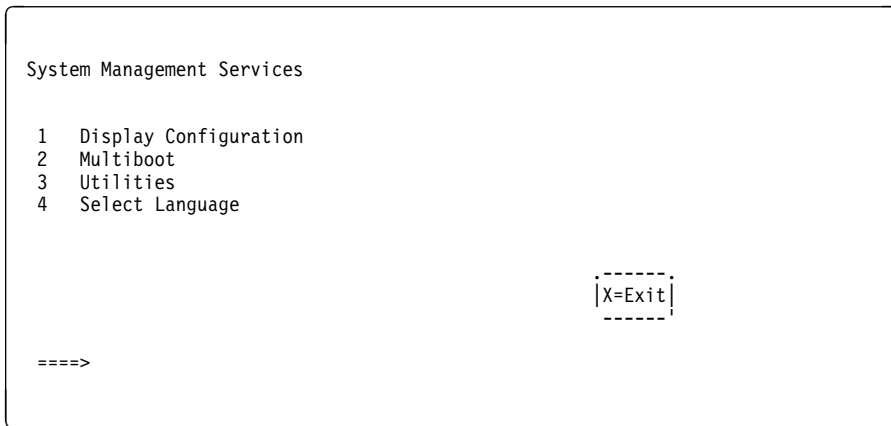 System Management Services
1 Display Configuration
2 Multiboot
3 Utilities
4 Select Language
.------.
|X=Exit|
------'
====>